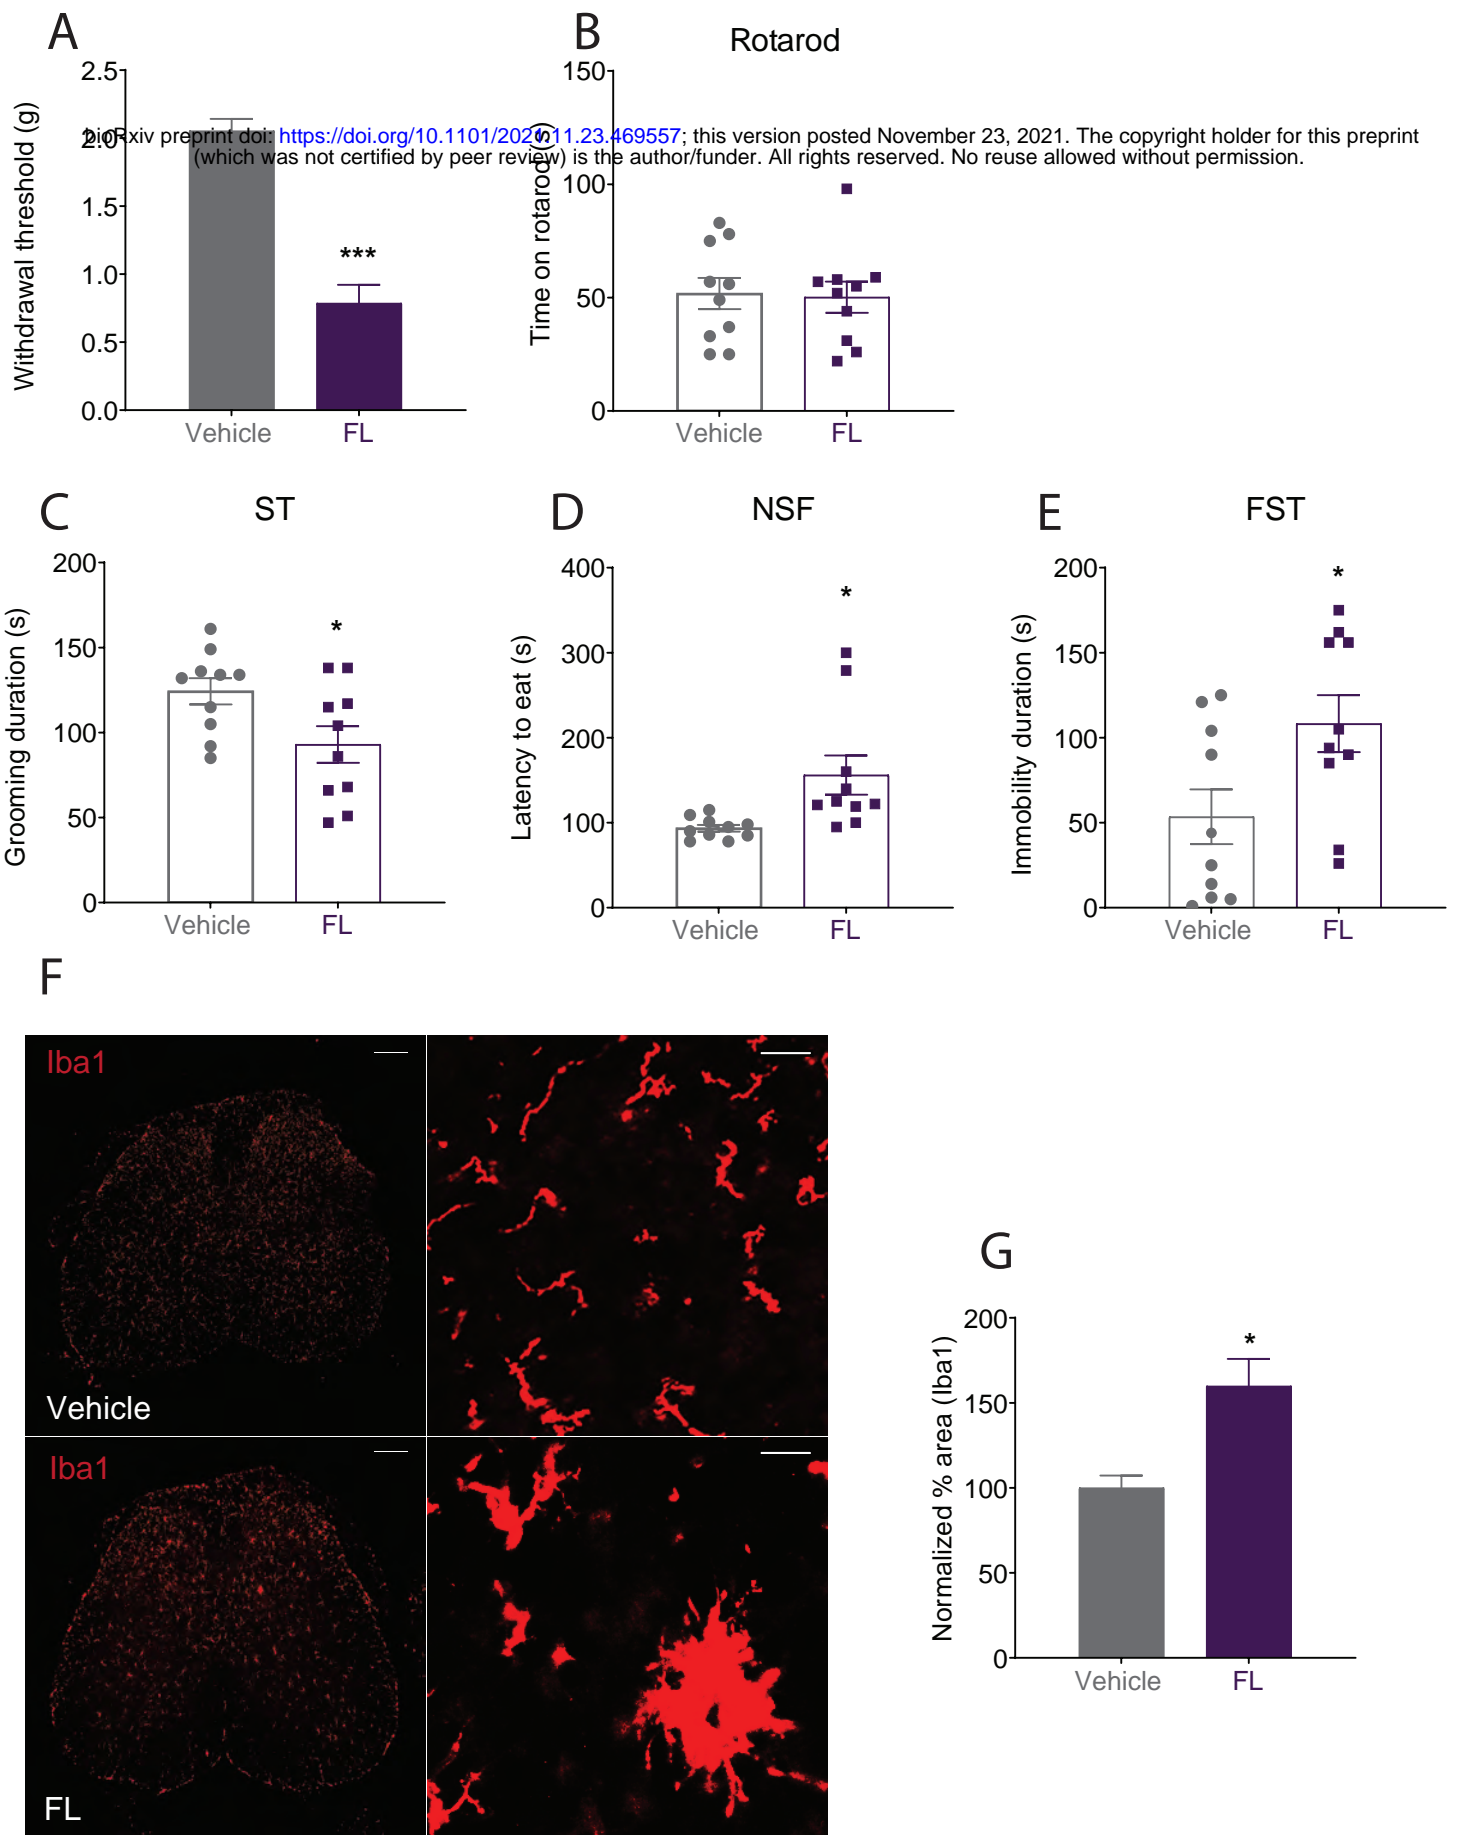 A
B
Rotarod
2.5
2.0
1.5
1.0
0.5
0.0
Withdrawal threshold (g)
***
Vehicle
FL
150
100
50
0
Time on rotarod (s)
Vehicle
FL
bioRxiv preprint doi: https://doi.org/10.1101/2021.11.23.469557; this version posted November 23, 2021. The copyright holder for this preprint
(which was not certified by peer review) is the author/funder. All rights reserved. No reuse allowed without permission.
C
ST
200
150
100
50
0
Grooming duration (s)
*
Vehicle
FL
D
NSF
400
300
200
100
0
Latency to eat (s)
*
Vehicle
FL
E
FST
200
150
100
50
0
Immobility duration (s)
*
Vehicle
FL
F
Iba1
Vehicle
Iba1
FL
G
200
150
100
50
0
Normalized % area (Iba1)
*
Vehicle
FL